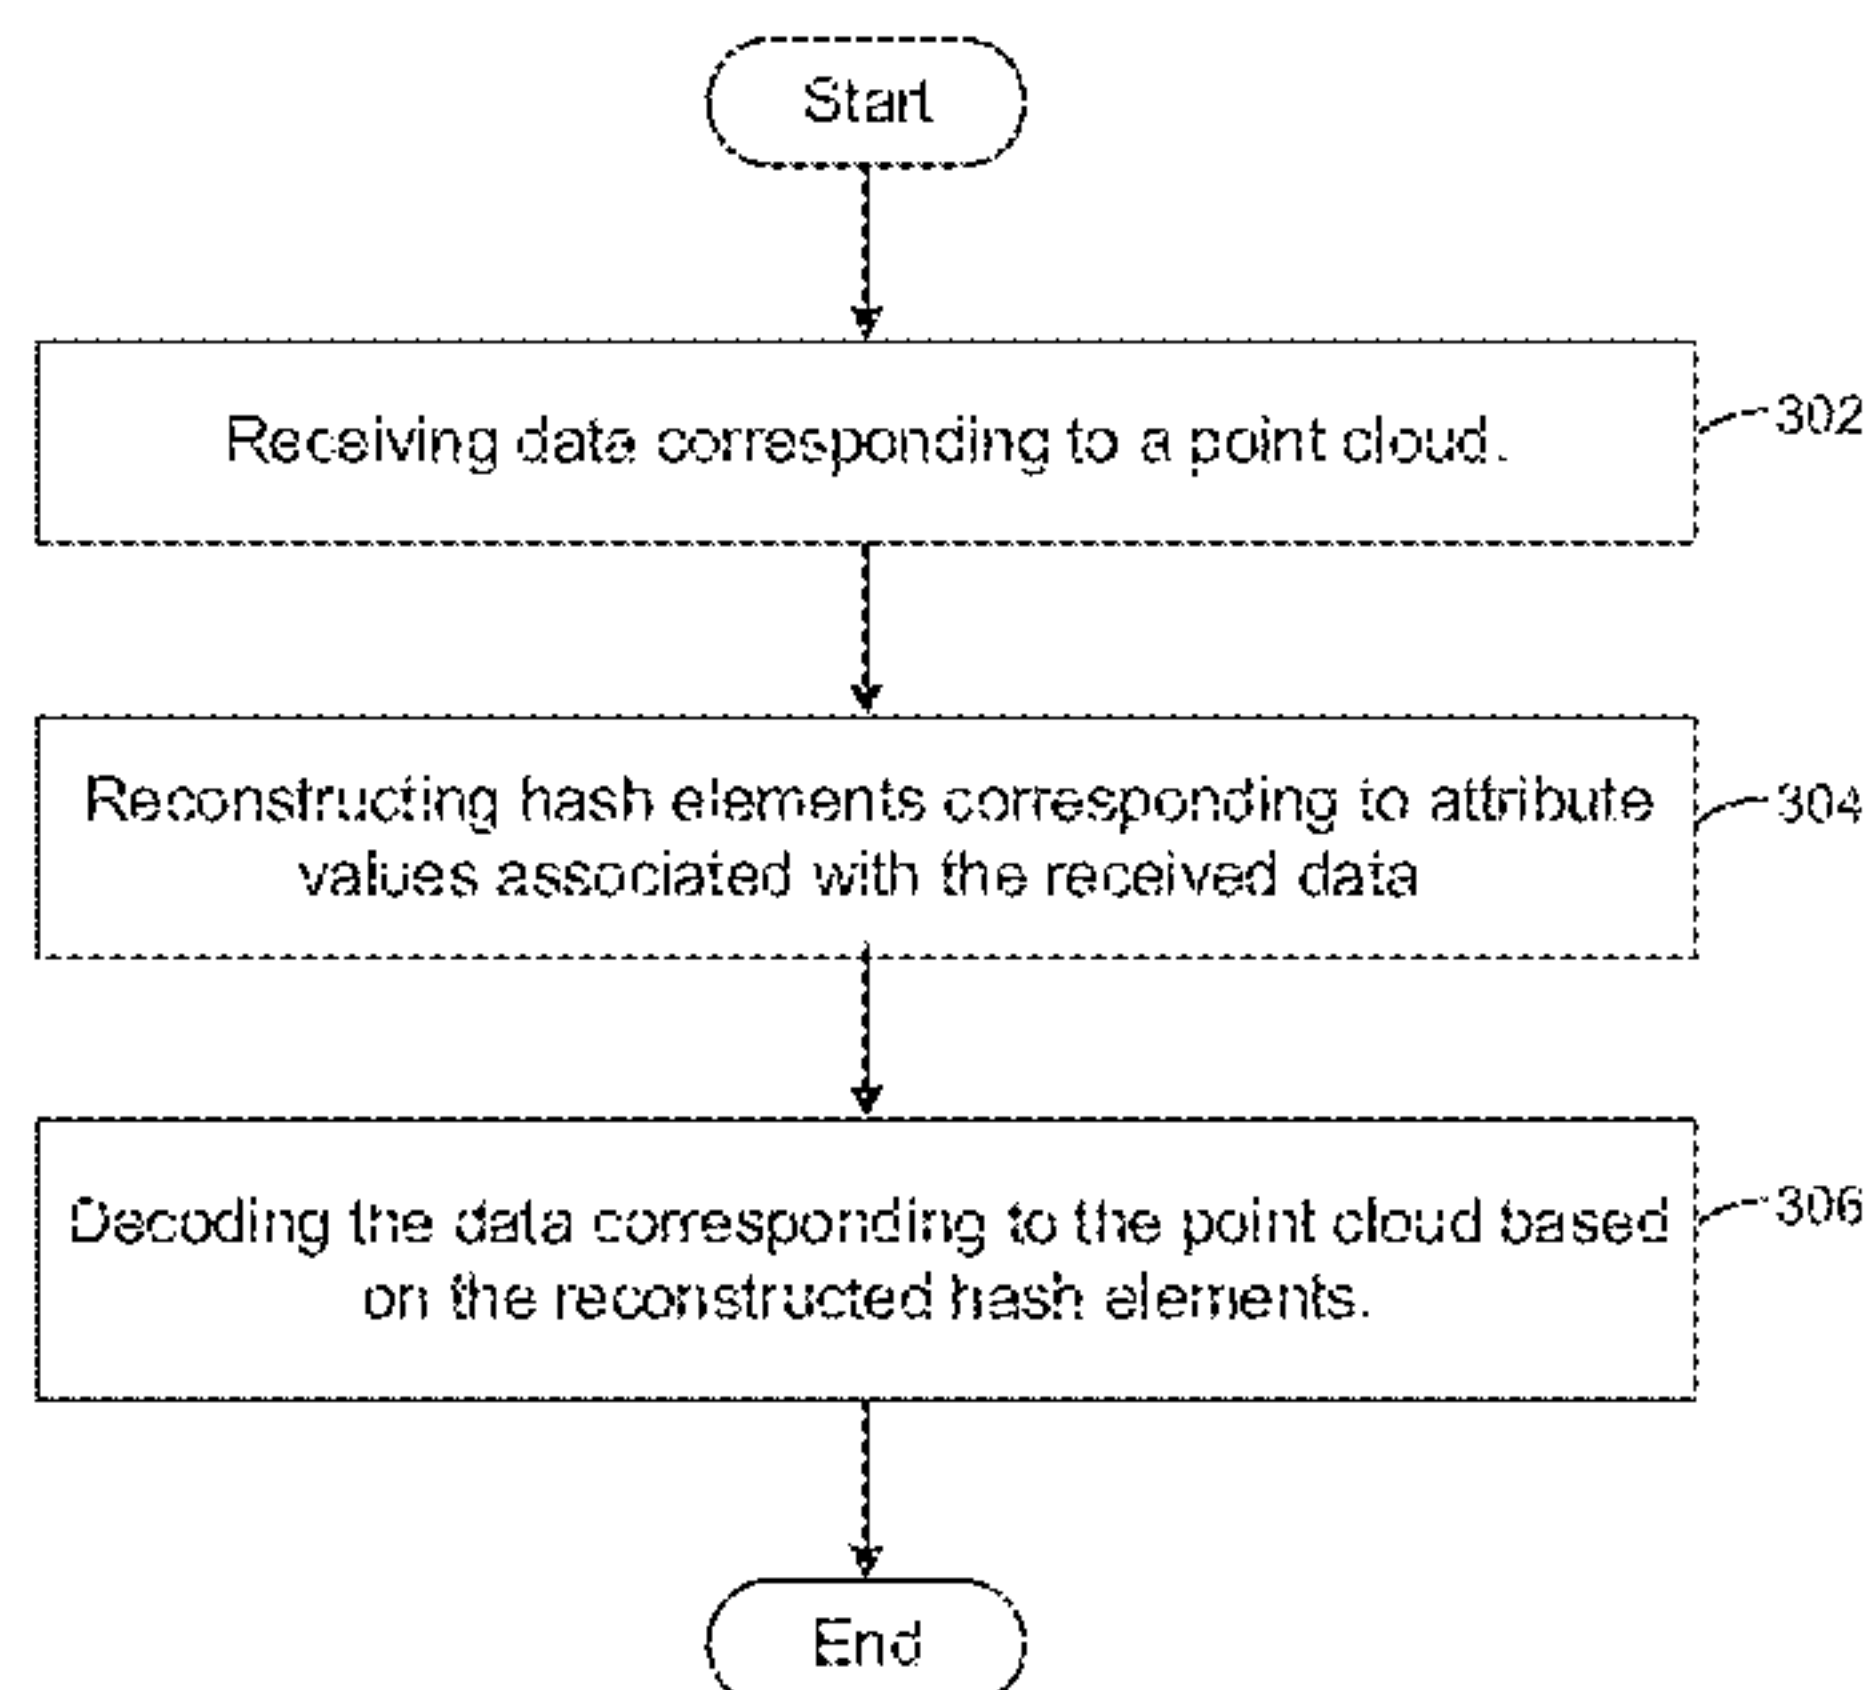 Start
Receiving data corresponding to a point cloud.
302
Reconstructing hash elements corresponding to attribute
values associated with the received data
304
Decoding the data corresponding to the point cloud based
on the reconstructed hash elements.
306
End